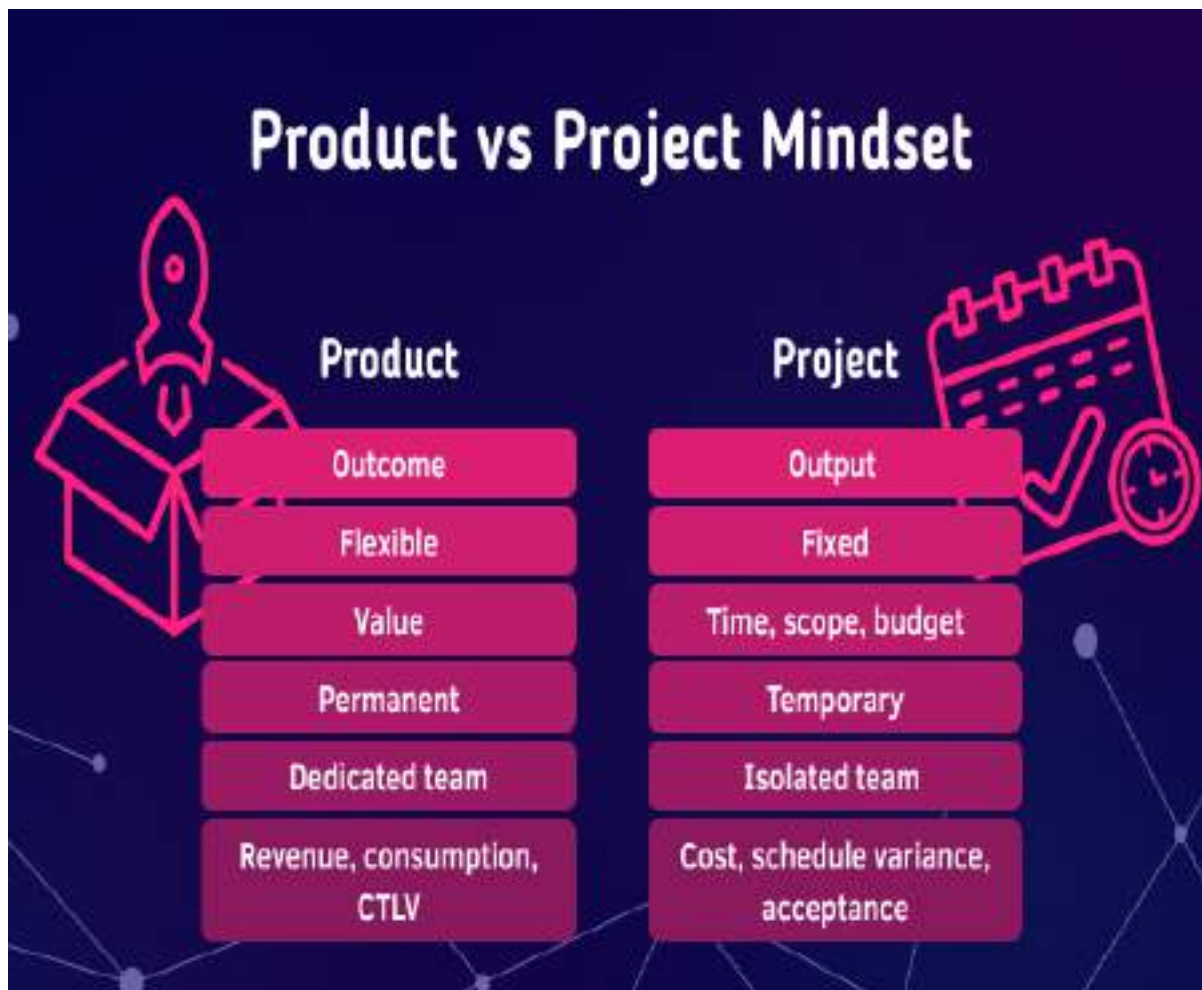 Product vs Project Mindset
Product
Outcome
Flexible
Value
Permanent
Dedicated team
Revenue, consumption,
CTLV
Project
Output
Fixed
Time, scope, budget
Temporary
Isolated team
Cost, schedule variance,
acceptance